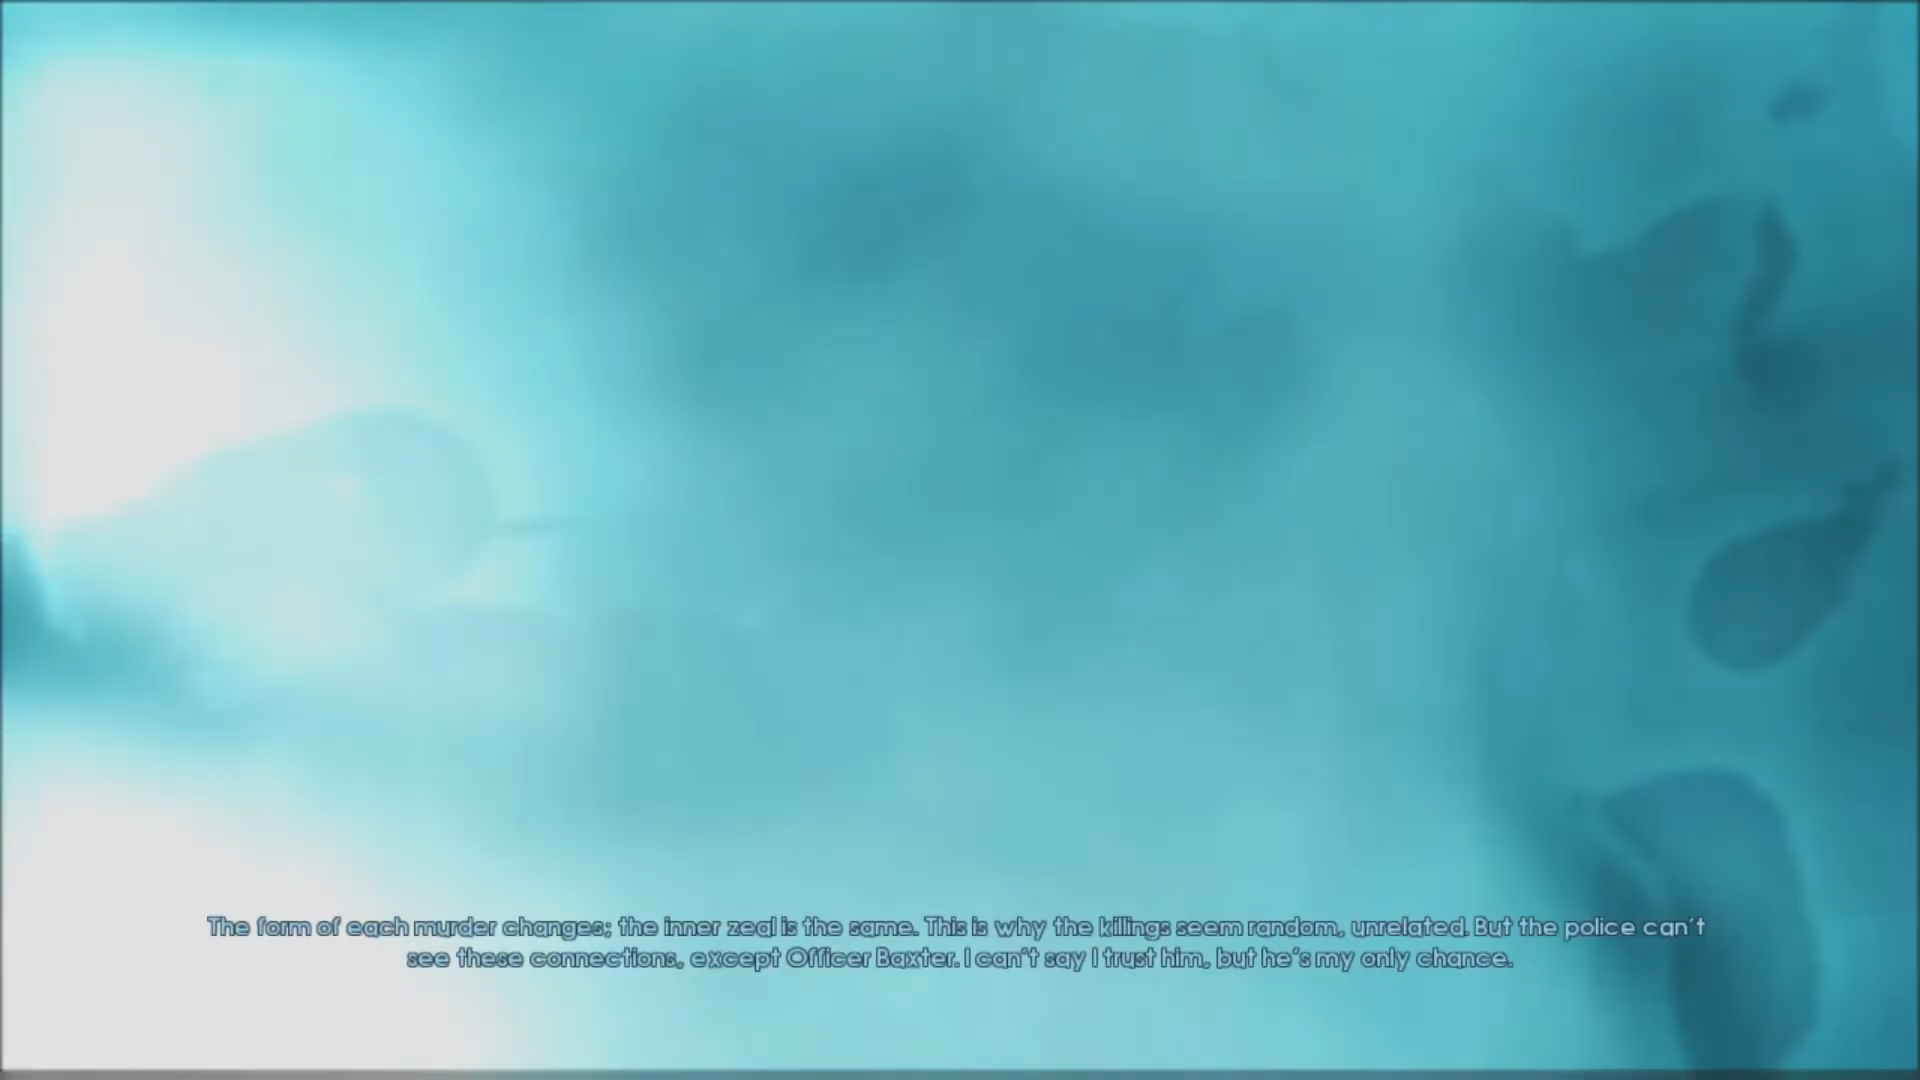 The form of each murder changes; the inner zeal is the same. This is why the killings seem random, unrelated. But the police can't
see these connections, except Officer Baxter. I can't say I trust him, but he's my only chance.